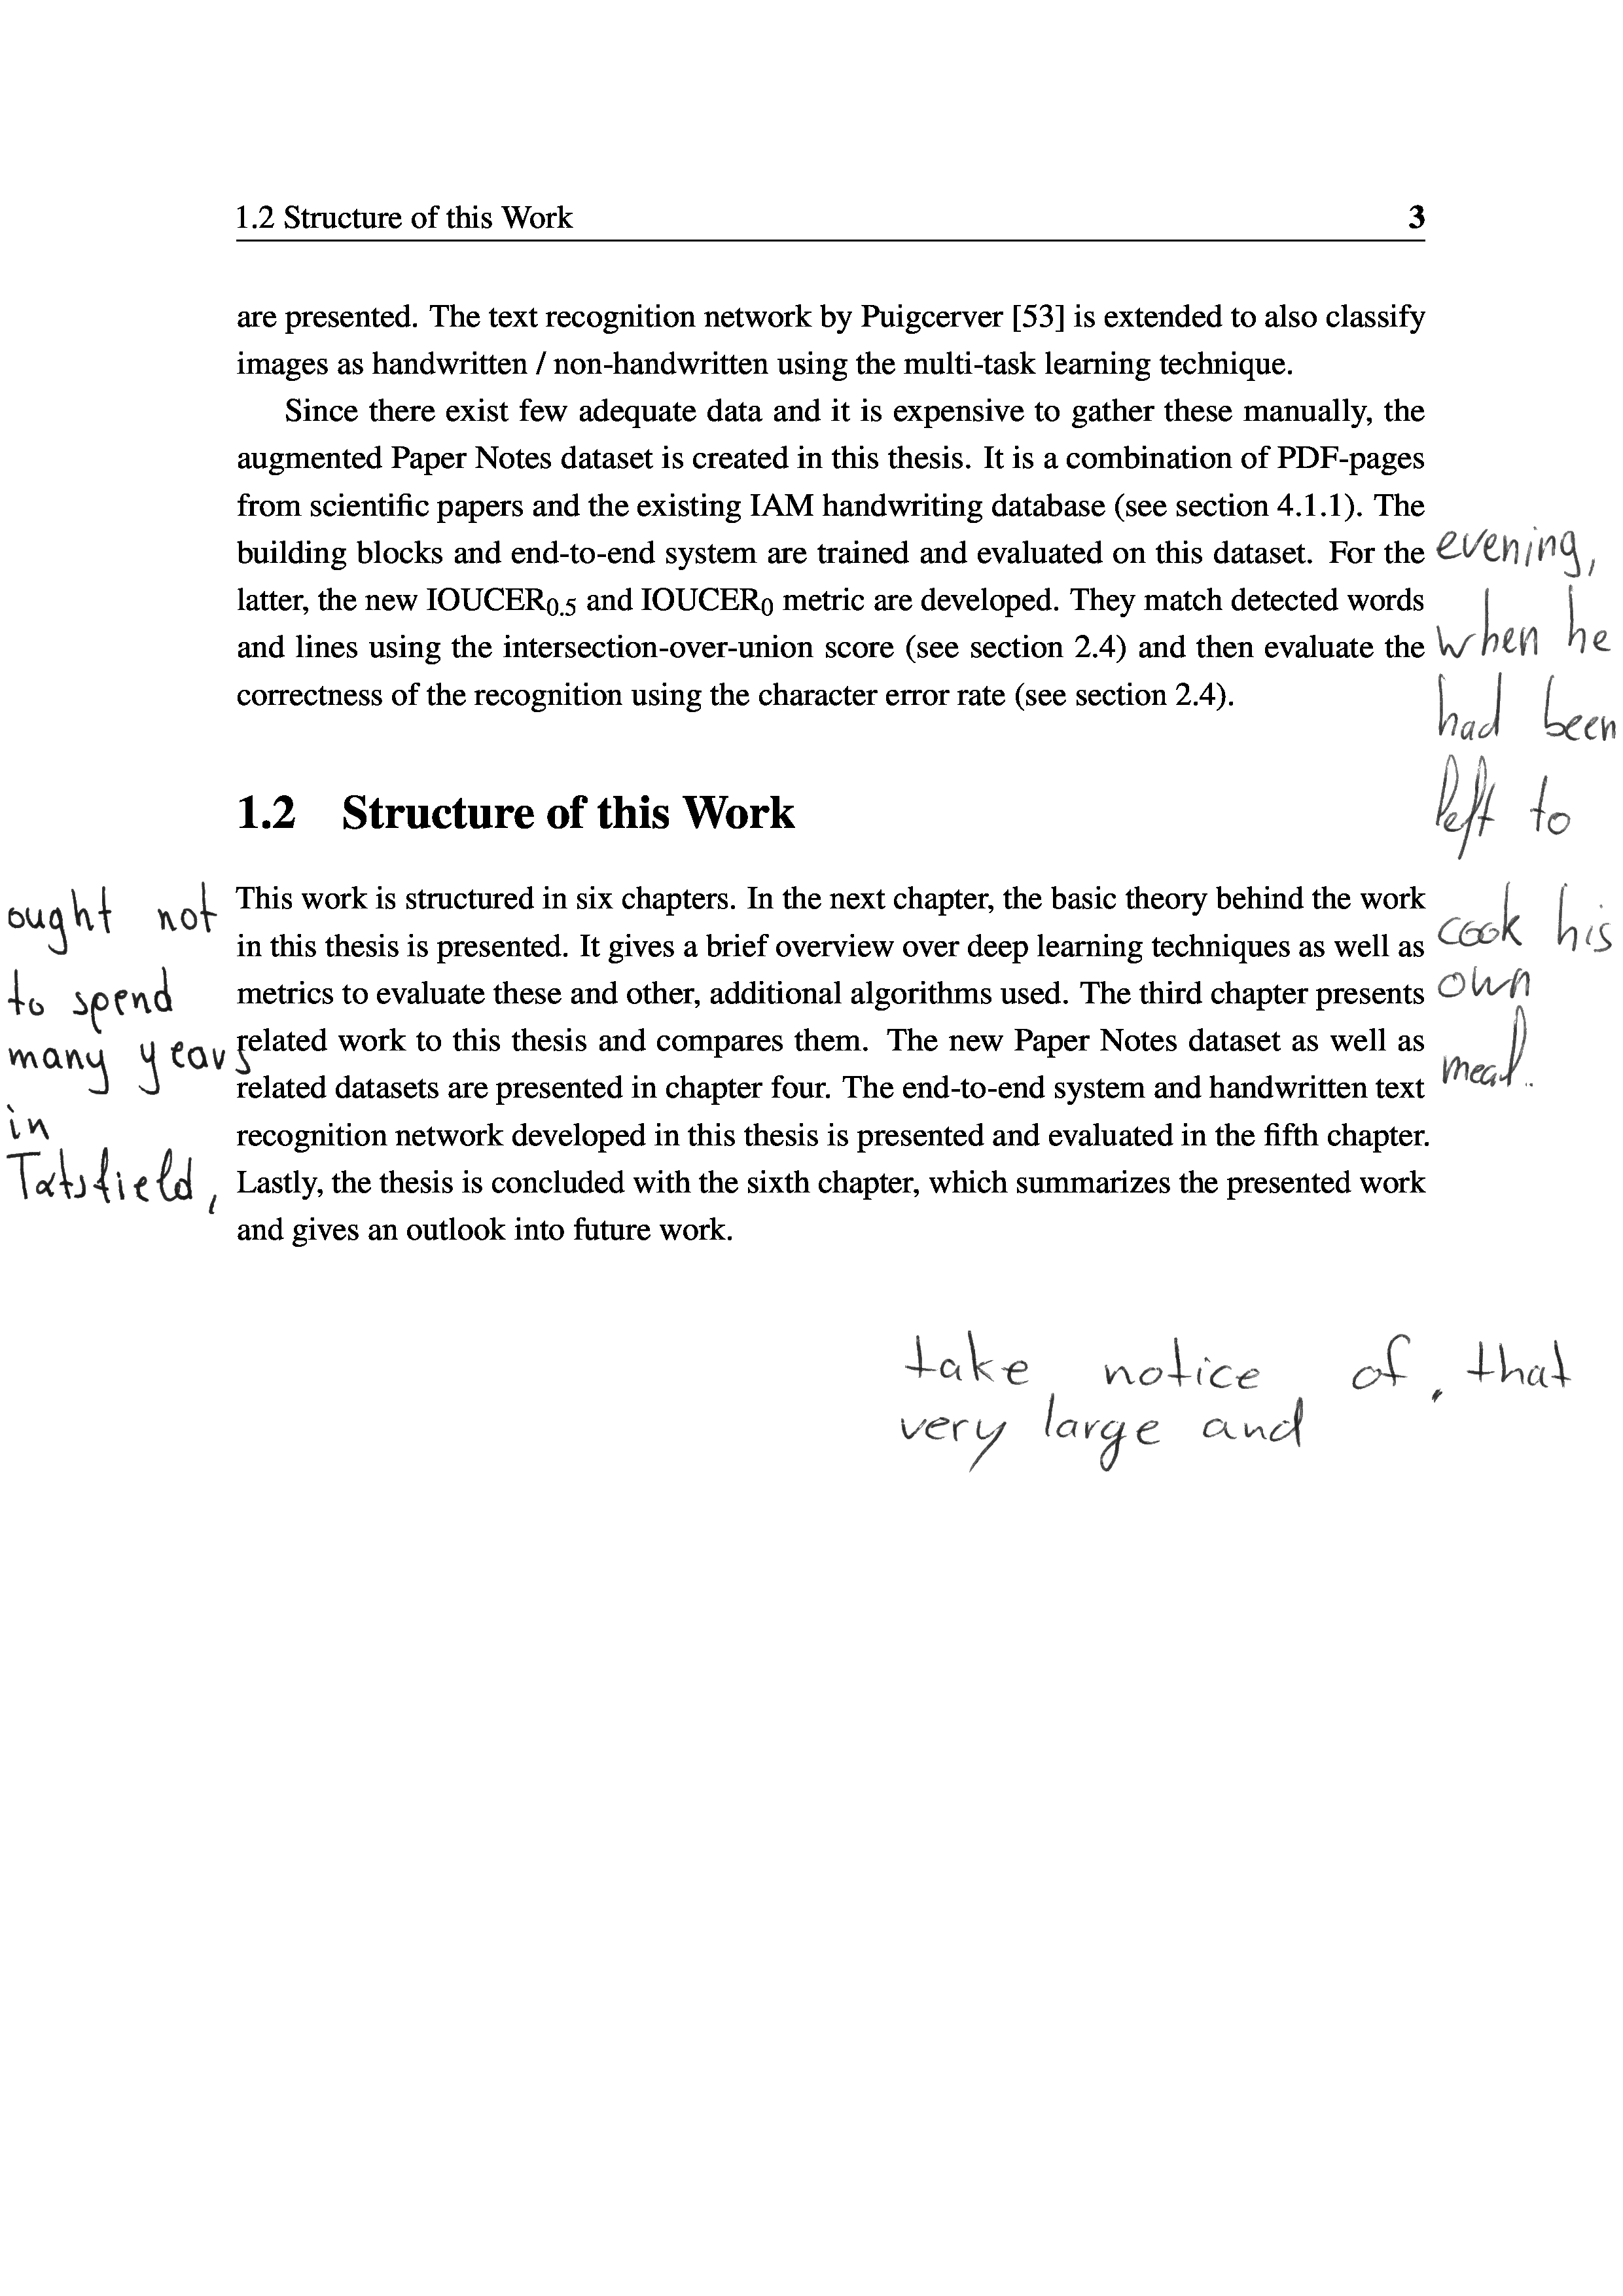 1.2 Structure of this Work 3
are presented. The text recognition network by Puigcerver [53] is extended to also classify
images as handwritten / non-handwritten using the multi-task learning technique.
Since there exist few adequate data and it is expensive to gather these manually, the
augmented Paper Notes dataset is created in this thesis. It is a combination of PDF-pages
from scientific papers and the existing IAM handwriting database (see section 4.1.1). The
building blocks and end-to-end system are trained and evaluated on this dataset. For the
latter, the new IOUCER0.5 and IOUCER0 metric are developed. They match detected words
and lines using the intersection-over-union score (see section 2.4) and then evaluate the
correctness of the recognition using the character error rate (see section 2.4).
evening,
when he
had been
left to
cook his
own
meal..
1.2 Structure of this Work
This work is structured in six chapters. In the next chapter, the basic theory behind the work
in this thesis is presented. It gives a brief overview over deep learning techniques as well as
metrics to evaluate these and other, additional algorithms used. The third chapter presents
related work to this thesis and compares them. The new Paper Notes dataset as well as
related datasets are presented in chapter four. The end-to-end system and handwritten text
recognition network developed in this thesis is presented and evaluated in the fifth chapter.
Lastly, the thesis is concluded with the sixth chapter, which summarizes the presented work
and gives an outlook into future work.
ought not
to spend
many years
in
Tatsfield,
take notice of, that
very large and